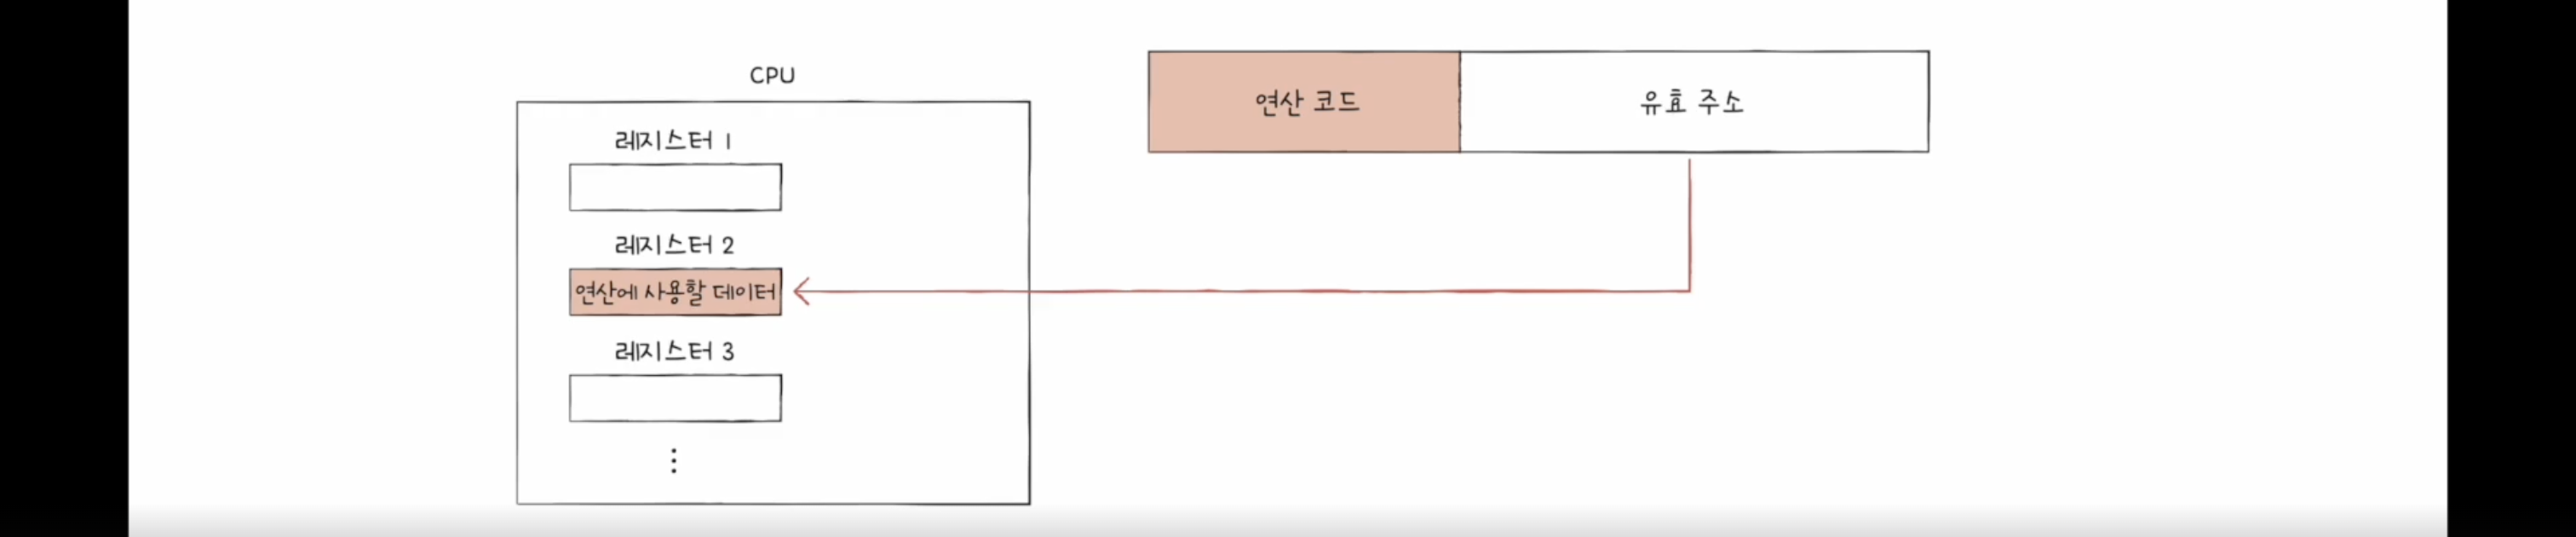 CPU
레지스터 1
레지스터 2
연산에 사용할 데이터
레지스터 3
⋮
연산 코드
유효 주소